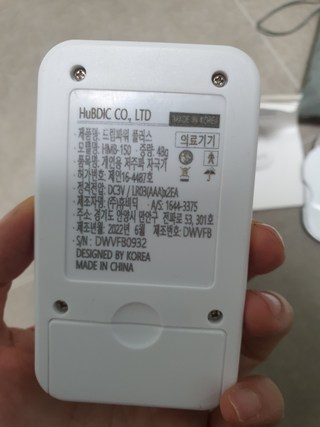 HuBDIC CO., LTD MADE IN KOREA
· 제품명: 드림파워 플러스 의료기기
· 모델명: HMB-150 · 중량: 48g
· 품목명: 개인용 저주파 자극기
· 허가번호: 제인16-4487호
· 정격전압: DC3V / LR03(AAA)x2EA
· 제조자명: (주)휴비딕 · A/S: 1644-3375
· 주소: 경기도 안양시 만안구 전파로 53, 301호
· 제조년월: 2022년 6월 제조번호: DWVFB
· S/N : DWVFB0932
DESIGNED BY KOREA
MADE IN CHINA